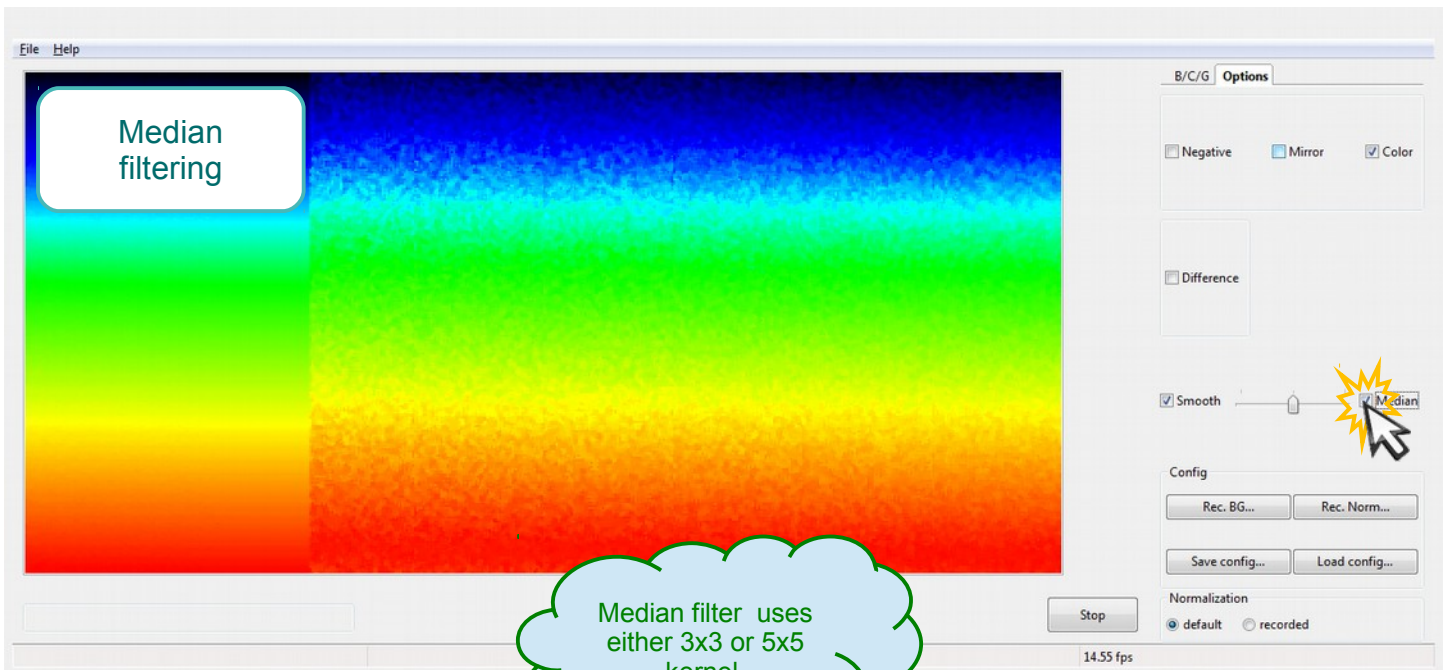 File Help
B/C/G Options
Median
filtering
Negative Mirror Color
Difference
Smooth Median
Config
Rec. BG... Rec. Norm...
Save config... Load config...
Median filter uses
either 3x3 or 5x5
kernel
Stop
Normalization
default recorded
14.55 fps